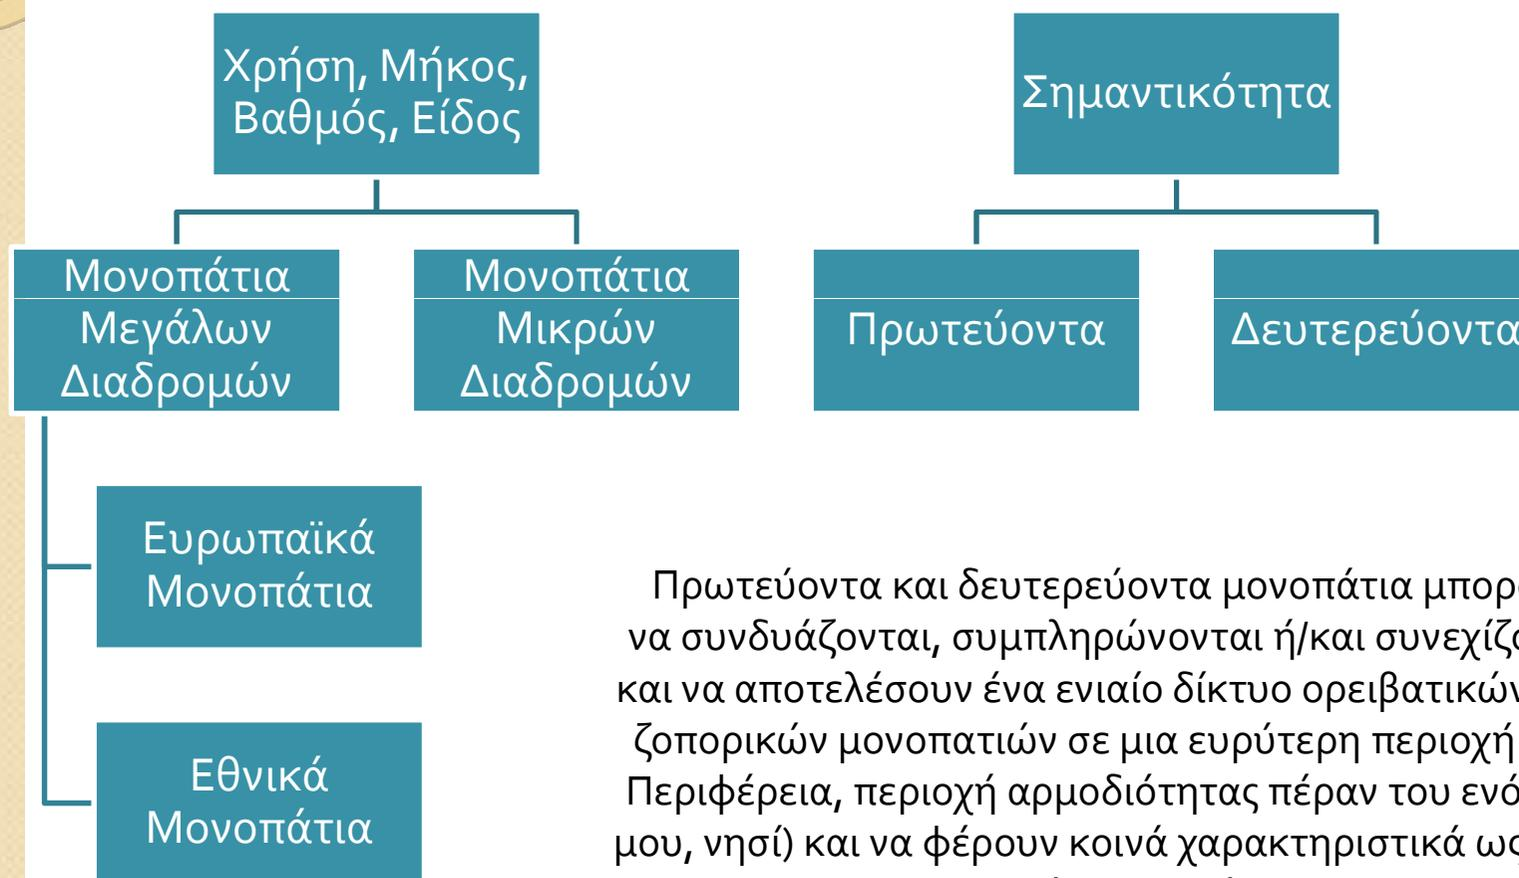 Χρήση, Μήκος,
Βαθμός, Είδος
Σημαντικότητα
Μονοπάτια
Μεγάλων
Διαδρομών
Μονοπάτια
Μικρών
Διαδρομών
Πρωτεύοντα
Δευτερεύοντα
Ευρωπαϊκά
Μονοπάτια
Εθνικά
Μονοπάτια
Πρωτεύοντα και δευτερεύοντα μονοπάτια
να συνδυάζονται, συμπληρώνονται ή/και
και να αποτελέσουν ένα ενιαίο δίκτυο ορειβατικών
ζοπορικών μονοπατιών σε μια ευρύτερη περιοχή
Περιφέρεια, περιοχή αρμοδιότητας πέραν του
μου, νησί) και να φέρουν κοινά χαρακτηριστικά ως